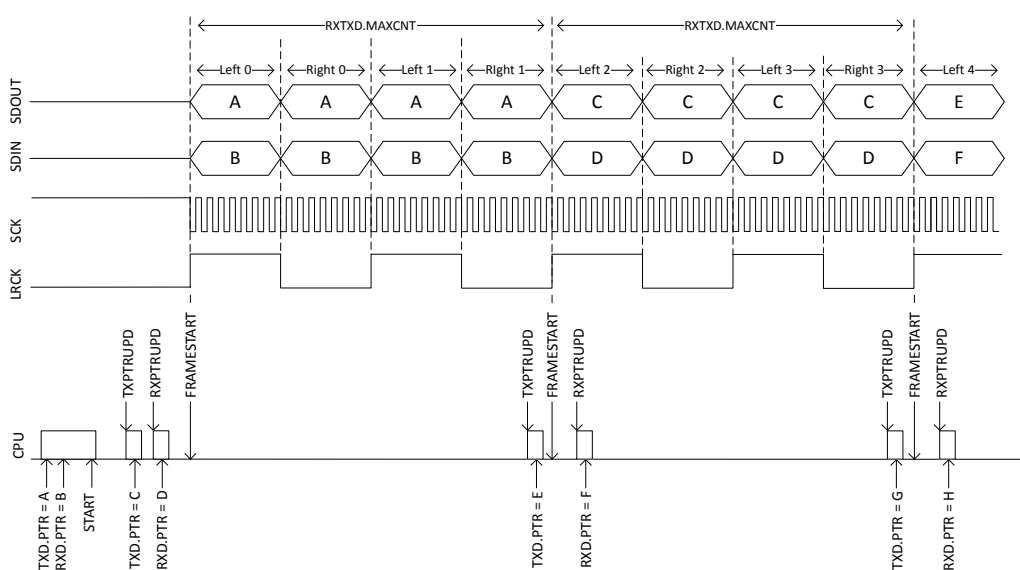 RXTXD.MAXCNT RXTXD.MAXCNT
Left 0 Right 0 Left 1 RIght 1 Left 2 Right 2 Left 3 Right 3 Left 4
SDOUT A A A A C C C C E
SDIN B B B B D D D D F
SCK
LRCK
TXPTRUPD RXPTRUPD FRAMESTART TXPTRUPD FRAMESTART RXPTRUPD TXPTRUPD FRAMESTART RXPTRUPD
CPU
TXD.PTR = A RXD.PTR = B START TXD.PTR = C RXD.PTR = D TXD.PTR = E RXD.PTR = F TXD.PTR = G RXD.PTR = H